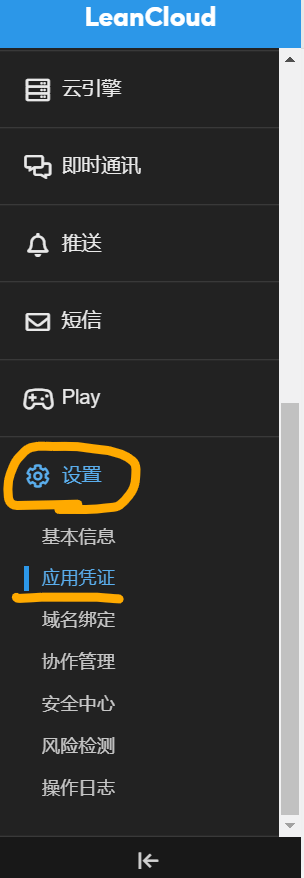 LeanCloud
云引擎
即时通讯
推送
短信
Play
设置
基本信息
应用凭证
域名绑定
协作管理
安全中心
风险检测
操作日志